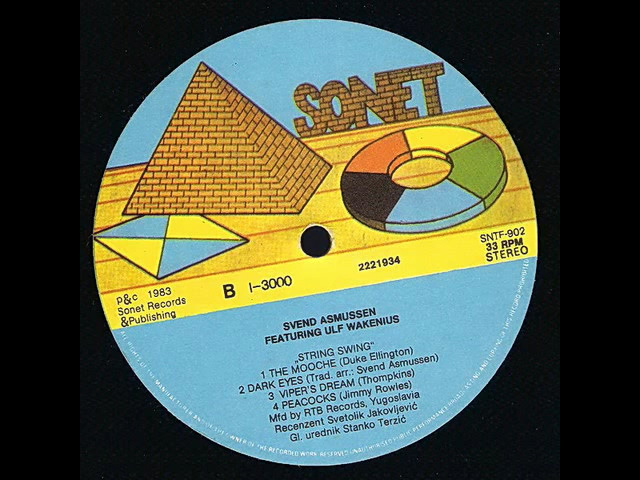 SONET
SNTF-902
33 RPM
STEREO
p&c 1983
Sonet Records
&Publishing
B I-3000
2221934
SVEND ASMUSSEN
FEATURING ULF WAKENIUS
„STRING SWING"
1 THE MOOCHE (Duke Ellington)
2 DARK EYES (Trad. arr.: Svend Asmussen)
3 VIPER'S DREAM (Thompkins)
4 PEACOCKS (Jimmy Rowles)
Mfd by RTB Records, Yugoslavia
Recenzent Svetolik Jakovljević
Gl. urednik Stanko Terzić